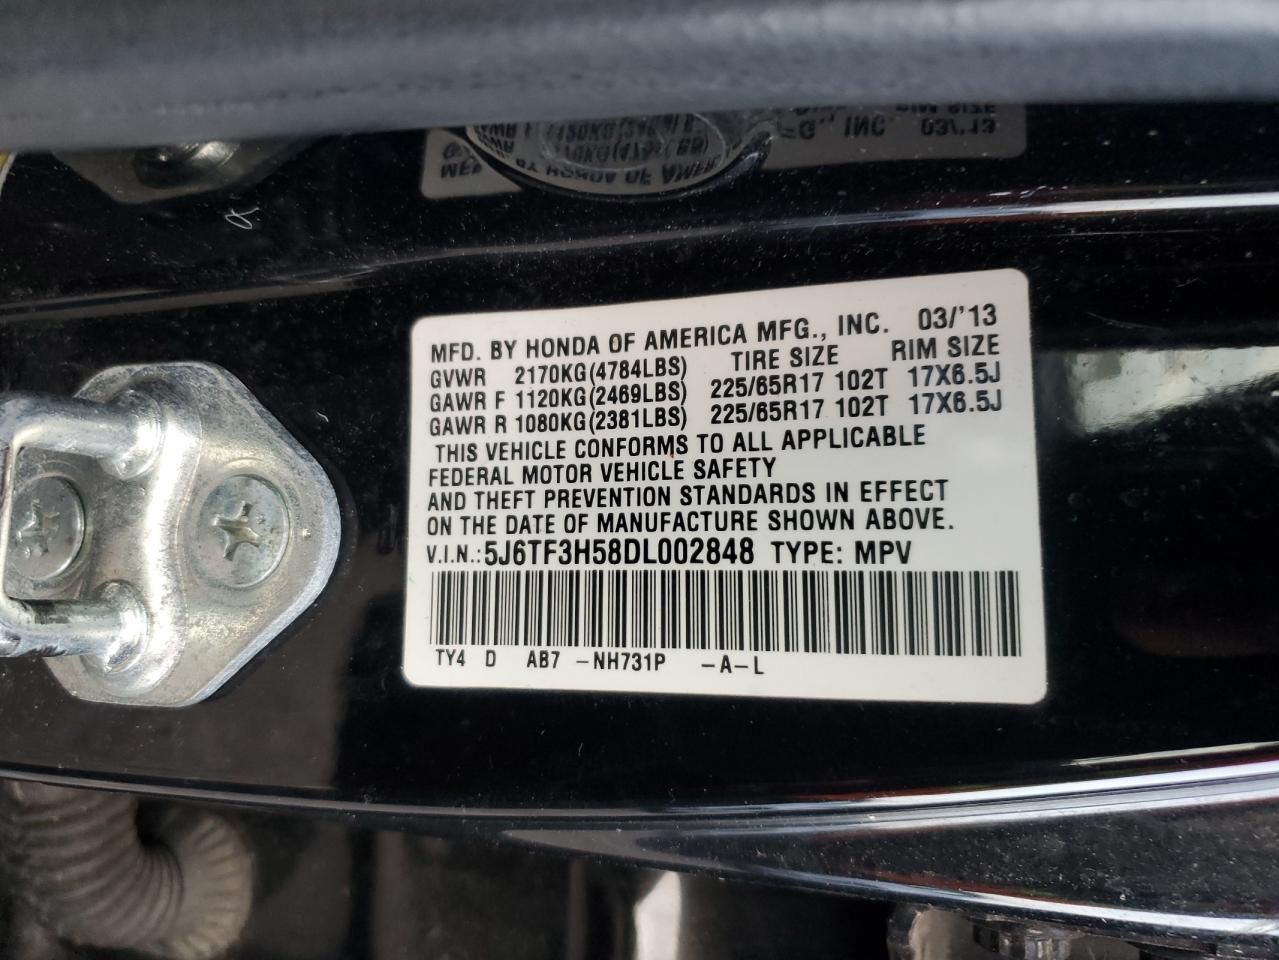 MFD. BY HONDA OF AMERICA MFG., INC. 03/'13
GVWR 2170KG(4784LBS) TIRE SIZE RIM SIZE
GAWR F 1120KG(2469LBS) 225/65R17 102T 17X6.5J
GAWR R 1080KG(2381LBS) 225/65R17 102T 17X6.5J
THIS VEHICLE CONFORMS TO ALL APPLICABLE
FEDERAL MOTOR VEHICLE SAFETY
AND THEFT PREVENTION STANDARDS IN EFFECT
ON THE DATE OF MANUFACTURE SHOWN ABOVE.
V.I.N.: 5J6TF3H58DL002848 TYPE: MPV
TY4 D AB7 -NH731P -A-L